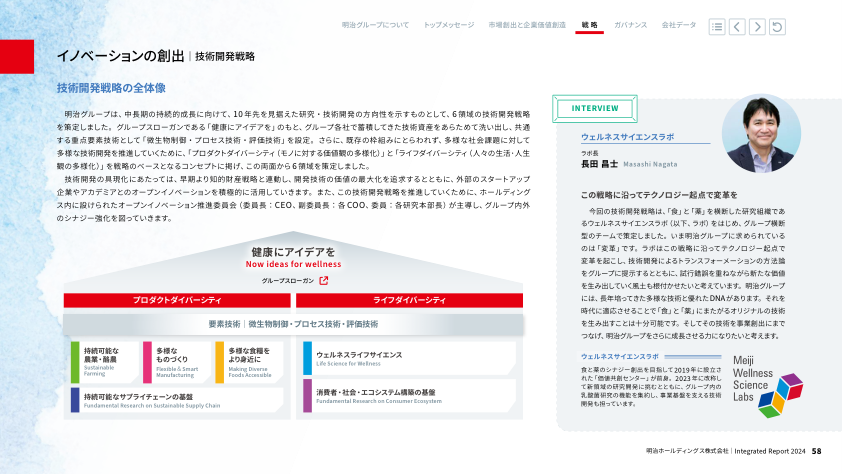 明治グループについて トップメッセージ 市場創出と企業価値創造 戦略 ガバナンス 会社データ
イノベーションの創出｜技術開発戦略
技術開発戦略の全体像
明治グループは、中長期の持続的成長に向けて、10年先を見据えた研究・技術開発の方向性を示すものとして、6領域の技術開発戦略
を策定しました。グループスローガンである「健康にアイデアを」のもと、グループ各社で蓄積してきた技術資産をあらためて洗い出し、共通
する重点要素技術として「微生物制御・プロセス技術・評価技術」を設定。さらに、既存の枠組みにとらわれず、多様な社会課題に対して
多様な技術開発を推進していくために、「プロダクトダイバーシティ（モノに対する価値観の多様化）」と「ライフダイバーシティ（人々の生活・人生
観の多様化）」を戦略のベースとなるコンセプトに掲げ、この両面から6領域を策定しました。
技術開発の具現化にあたっては、早期より知的財産戦略と連動し、開発技術の価値の最大化を追求するとともに、外部のスタートアップ
企業やアカデミアとのオープンイノベーションを積極的に活用していきます。また、この技術開発戦略を推進していくために、ホールディング
ス内に設けられたオープンイノベーション推進委員会（委員長：CEO、副委員長：各COO、委員：各研究本部長）が主導し、グループ内外
のシナジー強化を図っていきます。
健康にアイデアを
Now ideas for wellness
グループスローガン
プロダクトダイバーシティ ライフダイバーシティ
要素技術｜微生物制御・プロセス技術・評価技術
持続可能な
農業・酪農
Sustainable
Farming
多様な
ものづくり
Flexible & Smart
Manufacturing
多様な食糧を
より身近に
Making Diverse
Foods Accessible
ウェルネスライフサイエンス
Life Science for Wellness
持続可能なサプライチェーンの基盤
Fundamental Research on Sustainable Supply Chain
消費者・社会・エコシステム構築の基盤
Fundamental Research on Consumer Ecosystem
INTERVIEW
ウェルネスサイエンスラボ
ラボ長
長田 昌士 Masashi Nagata
この戦略に沿ってテクノロジー起点で変革を
今回の技術開発戦略は、「食」と「薬」を横断した研究組織であ
るウェルネスサイエンスラボ（以下、ラボ）をはじめ、グループ横断
型のチームで策定しました。いま明治グループに求められている
のは「変革」です。ラボはこの戦略に沿ってテクノロジー起点で
変革を起こし、技術開発によるトランスフォーメーションの方法論
をグループに提示するとともに、試行錯誤を重ねながら新たな価値
を生み出していく風土も根付かせたいと考えています。明治グループ
には、長年培ってきた多様な技術と優れたDNAがあります。それを
時代に適応させることで「食」と「薬」にまたがるオリジナルの技術
を生み出すことは十分可能です。そしてその技術を事業創出にまで
つなげ、明治グループをさらに成長させる力になりたいと考えます。
ウェルネスサイエンスラボ
食と薬のシナジー創出を目指して2019年に設立さ
れた「価値共創センター」が前身。2023年に改称し
て新領域の研究開発に挑むとともに、グループ内の
乳酸菌研究の機能を集約し、事業基盤を支える技術
開発も担っています。
Meiji
Wellness
Science
Labs
明治ホールディングス株式会社｜Integrated Report 2024 58